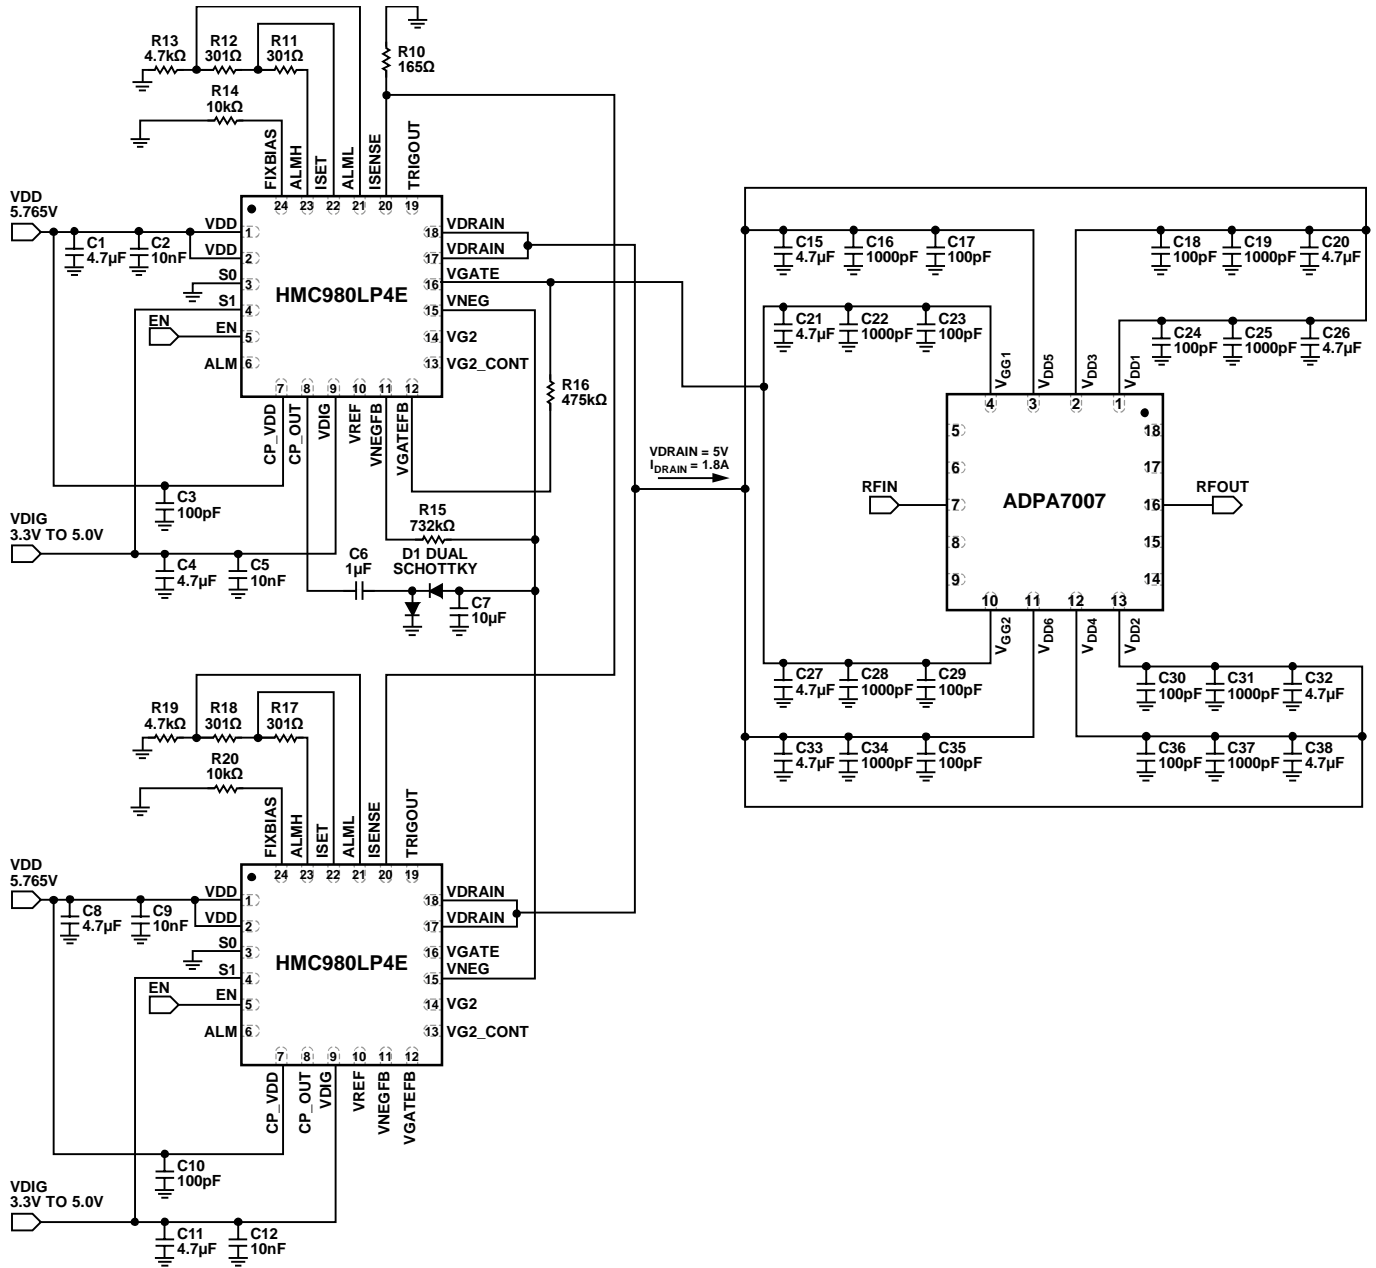 R13
4.7kΩ
R12
301Ω
R11
301Ω
R10
165Ω
R14
10kΩ
FIXBIAS
ALMH
ISET
ALML
ISENSE
TRIGOUT
24
23
22
21
20
19
VDD
5.765V
C1
4.7µF
C2
10nF
VDD
1
VDD
2
S0
3
S1
4
EN
EN
5
ALM
6
HMC980LP4E
18
VDRAIN
17
VDRAIN
16
VGATE
15
VNEG
14
VG2
13
VG2_CONT
7
8
9
10
11
12
CP_VDD
CP_OUT
VDIG
VREF
VNEGFB
VGATEFB
R16
475kΩ
C3
100pF
VDIG
3.3V TO 5.0V
C4
4.7µF
C5
10nF
R15
732kΩ
C6
1µF
D1 DUAL
SCHOTTKY
C7
10µF
VDRAIN = 5V
IDRAIN = 1.8A
C15
4.7µF
C16
1000pF
C17
100pF
C18
100pF
C19
1000pF
C20
4.7µF
C21
4.7µF
C22
1000pF
C23
100pF
C24
100pF
C25
1000pF
C26
4.7µF
VGG1
VDD5
VDD3
VDD1
4
3
2
1
5
6
7
8
9
18
17
16
15
14
RFIN
ADPA7007
RFOUT
10
11
12
13
VGG2
VDD6
VDD4
VDD2
C27
4.7µF
C28
1000pF
C29
100pF
C30
100pF
C31
1000pF
C32
4.7µF
C33
4.7µF
C34
1000pF
C35
100pF
C36
100pF
C37
1000pF
C38
4.7µF
R19
4.7kΩ
R18
301Ω
R17
301Ω
R20
10kΩ
FIXBIAS
ALMH
ISET
ALML
ISENSE
TRIGOUT
24
23
22
21
20
19
VDD
5.765V
C8
4.7µF
C9
10nF
VDD
1
VDD
2
S0
3
S1
4
EN
EN
5
ALM
6
HMC980LP4E
18
VDRAIN
17
VDRAIN
16
VGATE
15
VNEG
14
VG2
13
VG2_CONT
7
8
9
10
11
12
CP_VDD
CP_OUT
VDIG
VREF
VNEGFB
VGATEFB
C10
100pF
VDIG
3.3V TO 5.0V
C11
4.7µF
C12
10nF